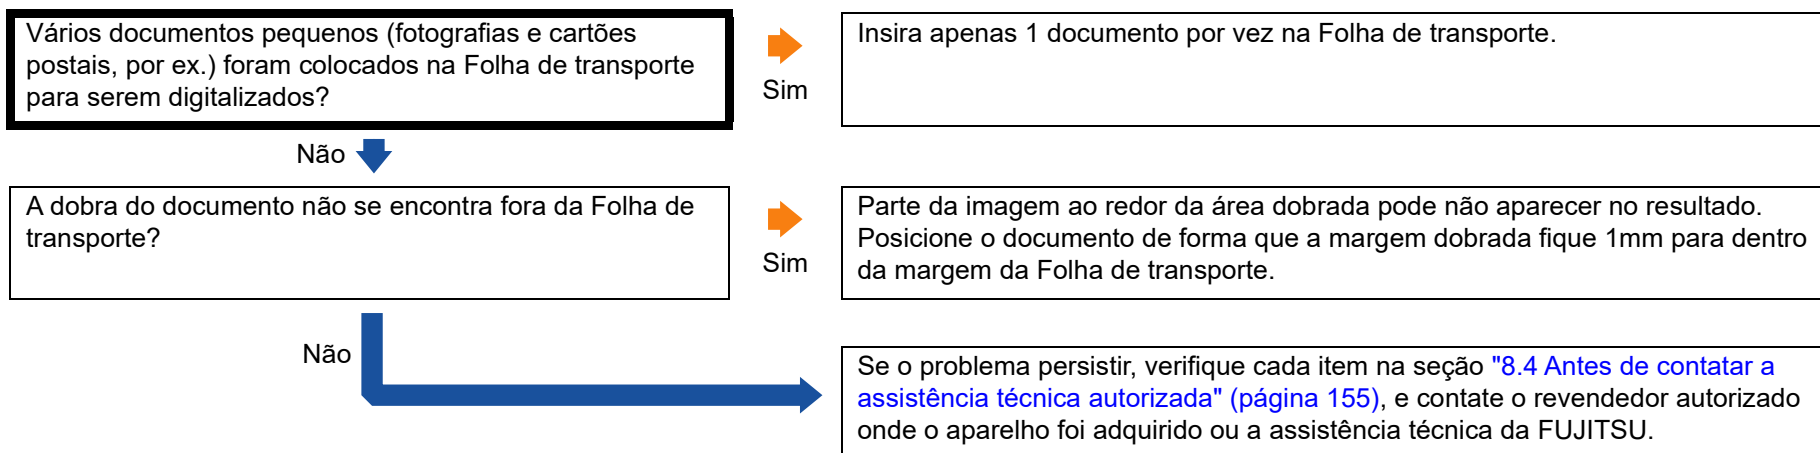 Vários documentos pequenos (fotografias e cartões
postais, por ex.) foram colocados na Folha de transporte
para serem digitalizados?
Sim
Insira apenas 1 documento por vez na Folha de transporte.
Não
A dobra do documento não se encontra fora da Folha de
transporte?
Sim
Parte da imagem ao redor da área dobrada pode não aparecer no resultado.
Posicione o documento de forma que a margem dobrada fique 1mm para dentro
da margem da Folha de transporte.
Não
Se o problema persistir, verifique cada item na seção "8.4 Antes de contatar a
assistência técnica autorizada" (página 155), e contate o revendedor autorizado
onde o aparelho foi adquirido ou a assistência técnica da FUJITSU.